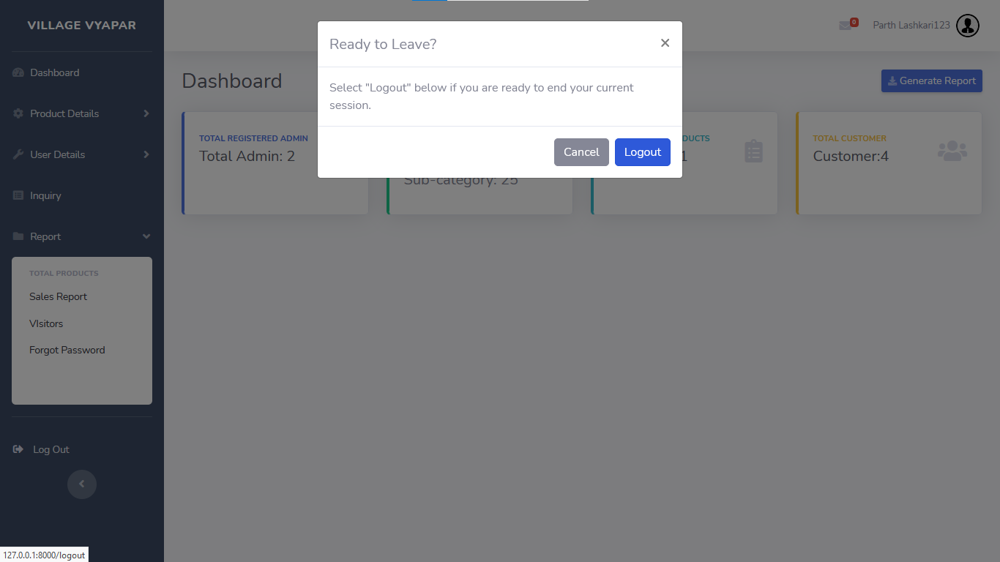 VILLAGE VYAPAR
Dashboard
Product Details
User Details
Inquiry
Report
TOTAL PRODUCTS
Sales Report
VIsitors
Forgot Password
Log Out
0
Parth Lashkari123
Dashboard
Generate Report
Ready to Leave?
×
Select "Logout" below if you are ready to end your current
session.
Cancel
Logout
TOTAL REGISTERED ADMIN
Total Admin: 2
Sub-category: 25
DUCTS
1
TOTAL CUSTOMER
Customer:4
127.0.0.1:8000/logout